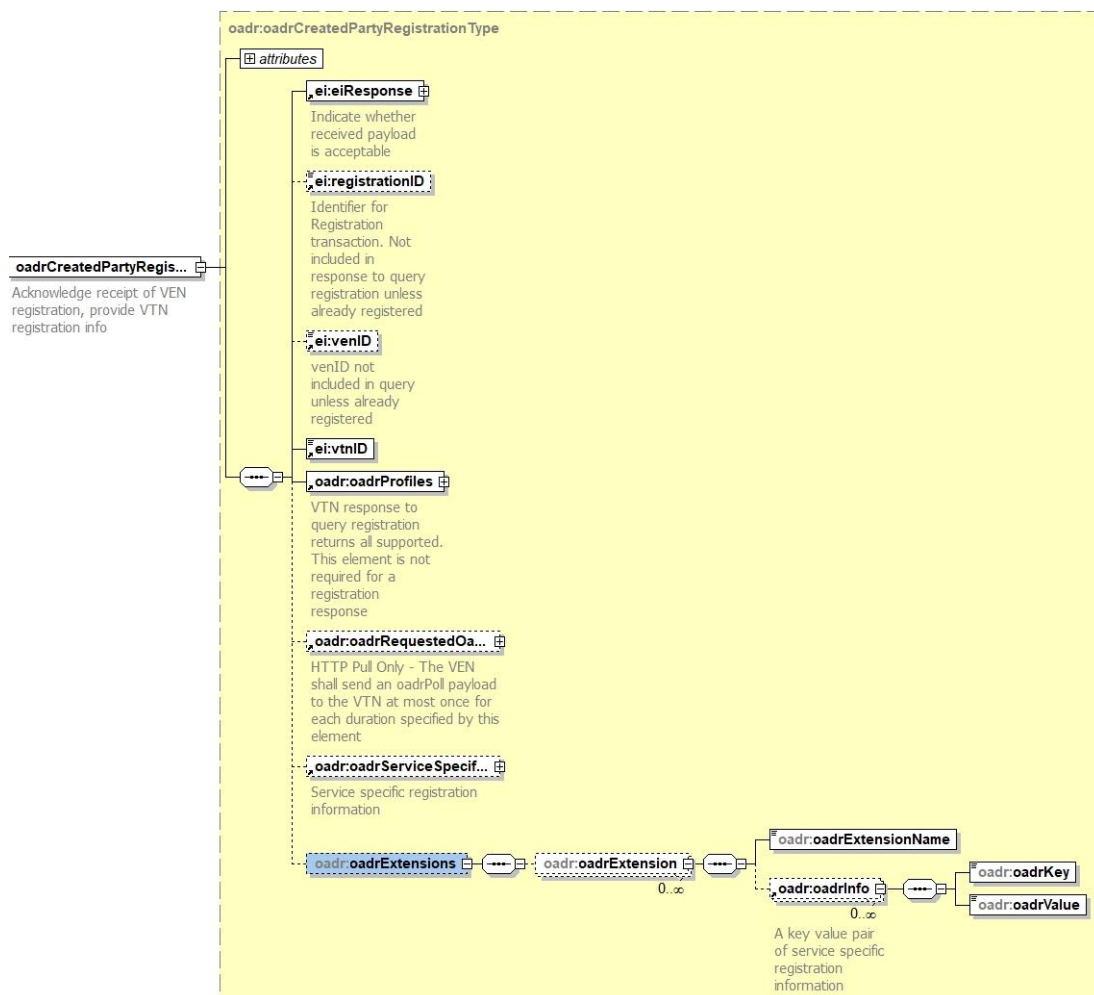 oadr:oadrCreatedPartyRegistrationType
attributes
ei:eiResponse
Indicate whether
received payload
is acceptable
ei:registrationID
Identifier for
Registration
transaction. Not
included in
response to query
registration unless
already registered
oadrCreatedPartyRegis...
Acknowledge receipt of VEN
registration, provide VTN
registration info
ei:venID
venID not
included in query
unless already
registered
ei:vtnID
oadr:oadrProfiles
VTN response to
query registration
returns all supported.
This element is not
required for a
registration
response
oadr:oadrRequestedOa...
HTTP Pull Only - The VEN
shall send an oadrPoll payload
to the VTN at most once for
each duration specified by this
element
oadr:oadrServiceSpecif...
Service specific registration
information
oadr:oadrExtensions
oadr:oadrExtension
0..∞
oadr:oadrExtensionName
oadr:oadrInfo
0..∞
A key value pair
of service specific
registration
information
oadr:oadrKey
oadr:oadrValue